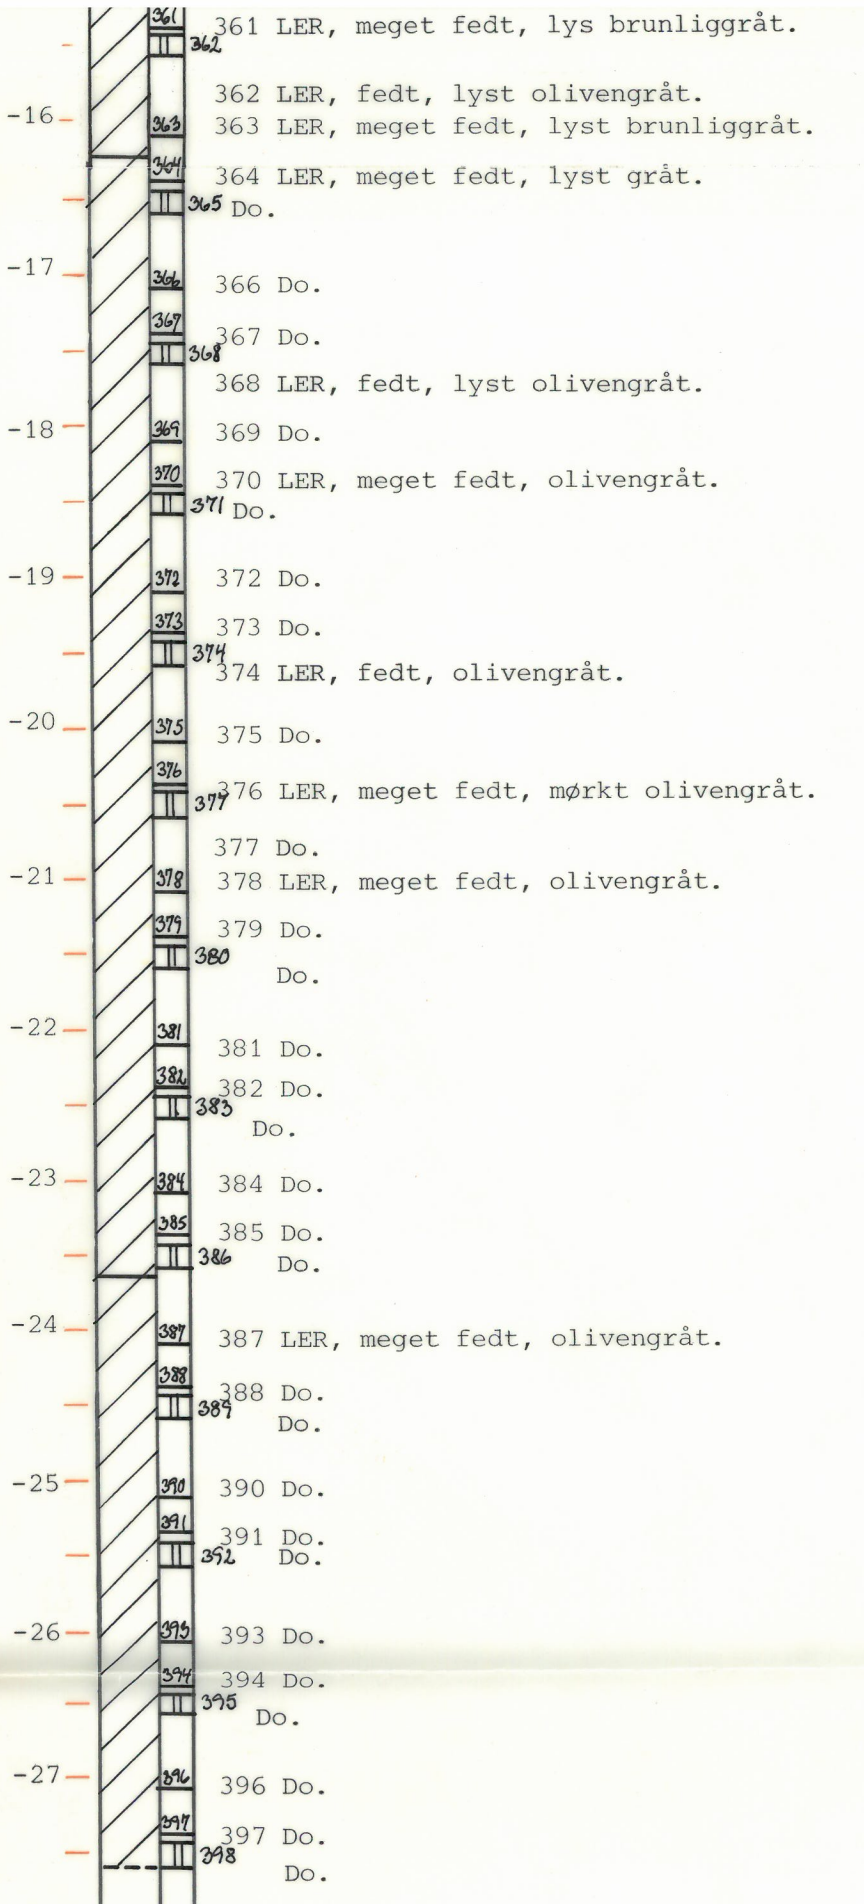 361 361 LER, meget fedt, lys brunliggråt.
362
362 LER, fedt, lyst olivengråt.
-16 363 363 LER, meget fedt, lyst brunliggråt.
364 364 LER, meget fedt, lyst gråt.
365 Do.
-17 366 366 Do.
367 367 Do.
368
368 LER, fedt, lyst olivengråt.
-18 369 369 Do.
370 370 LER, meget fedt, olivengråt.
371 Do.
-19 372 372 Do.
373 373 Do.
374
374 LER, fedt, olivengråt.
-20 375 375 Do.
376 376 LER, meget fedt, mørkt olivengråt.
377
377 Do.
-21 378 378 LER, meget fedt, olivengråt.
379 379 Do.
380
Do.
-22 381 381 Do.
382 382 Do.
383
Do.
-23 384 384 Do.
385 385 Do.
386 Do.
-24 387 387 LER, meget fedt, olivengråt.
388 388 Do.
389 Do.
-25 390 390 Do.
391 391 Do.
392 Do.
-26 393 393 Do.
394 394 Do.
395 Do.
-27 396 396 Do.
397 397 Do.
398 Do.